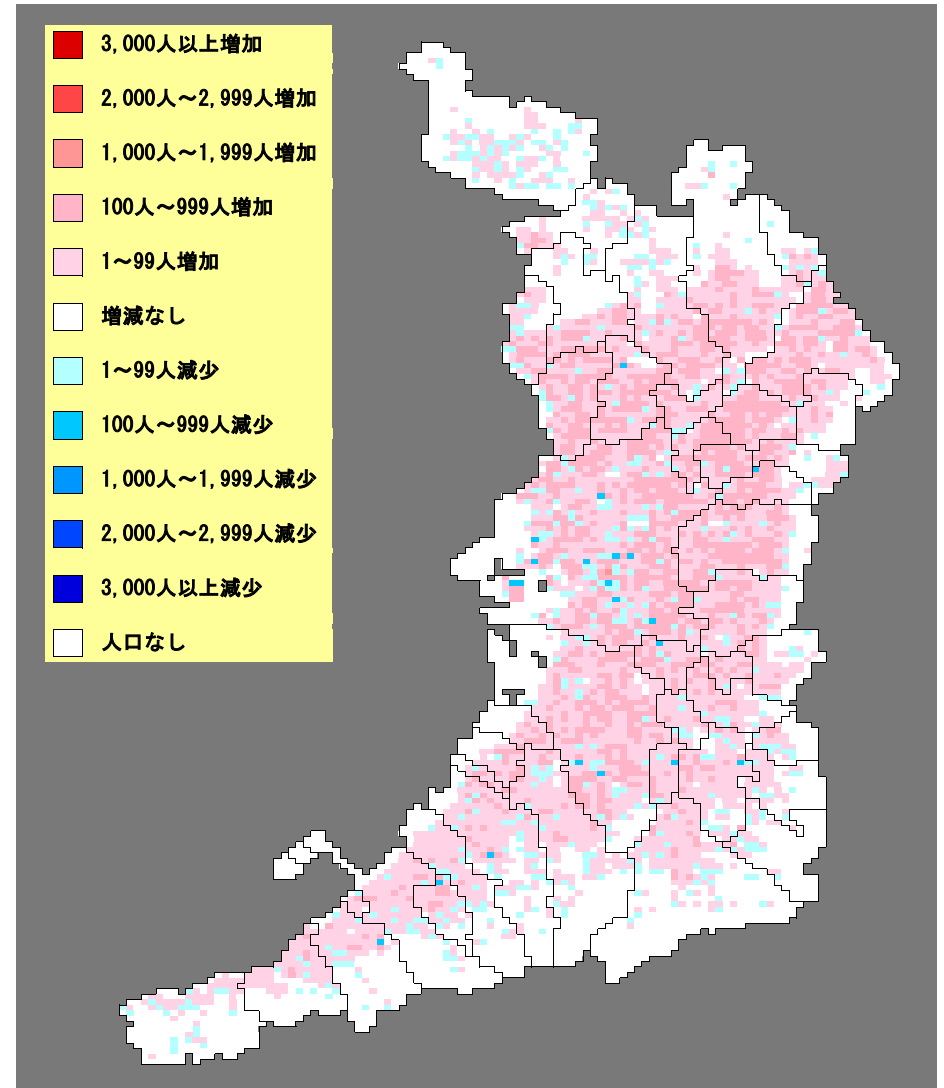 3,000人以上増加
2,000人～2,999人増加
1,000人～1,999人増加
100人～999人増加
1～99人増加
増減なし
1～99人減少
100人～999人減少
1,000人～1,999人減少
2,000人～2,999人減少
3,000人以上減少
人口なし